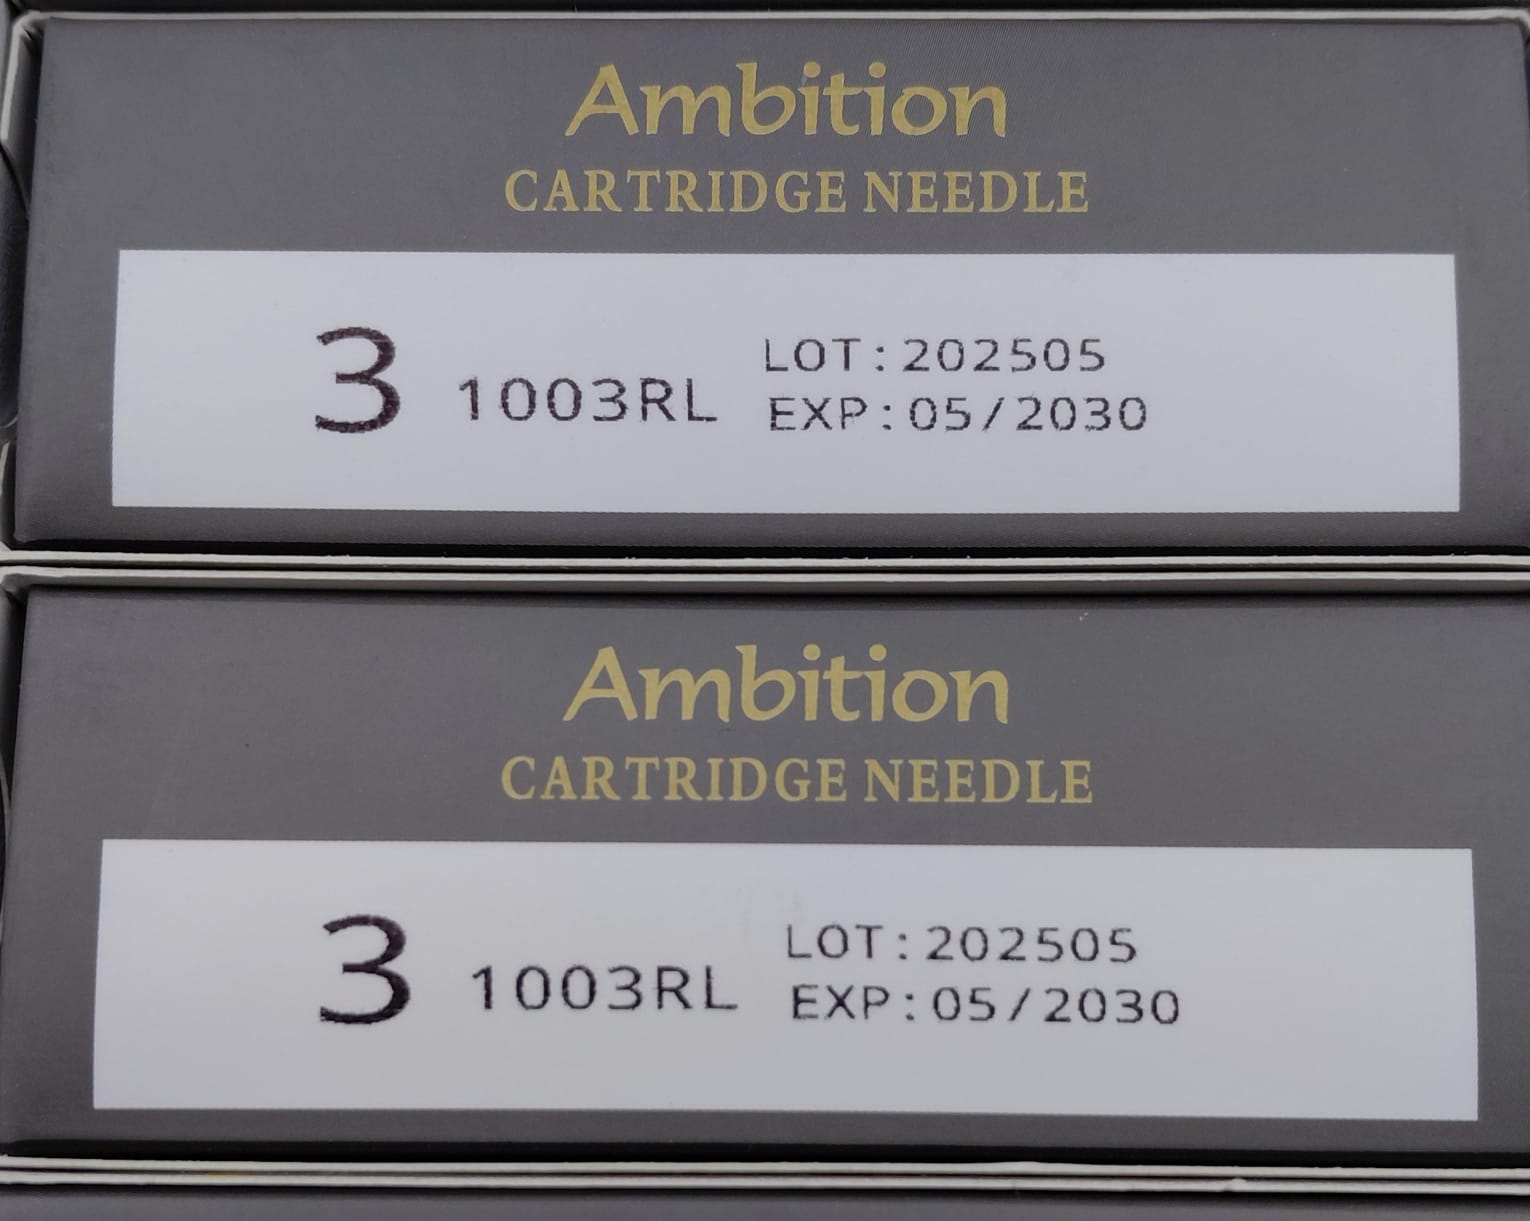 Ambition
CARTRIDGE NEEDLE
3 1003RL
LOT:202505
EXP:05/2030
Ambition
CARTRIDGE NEEDLE
3 1003RL
LOT:202505
EXP:05/2030